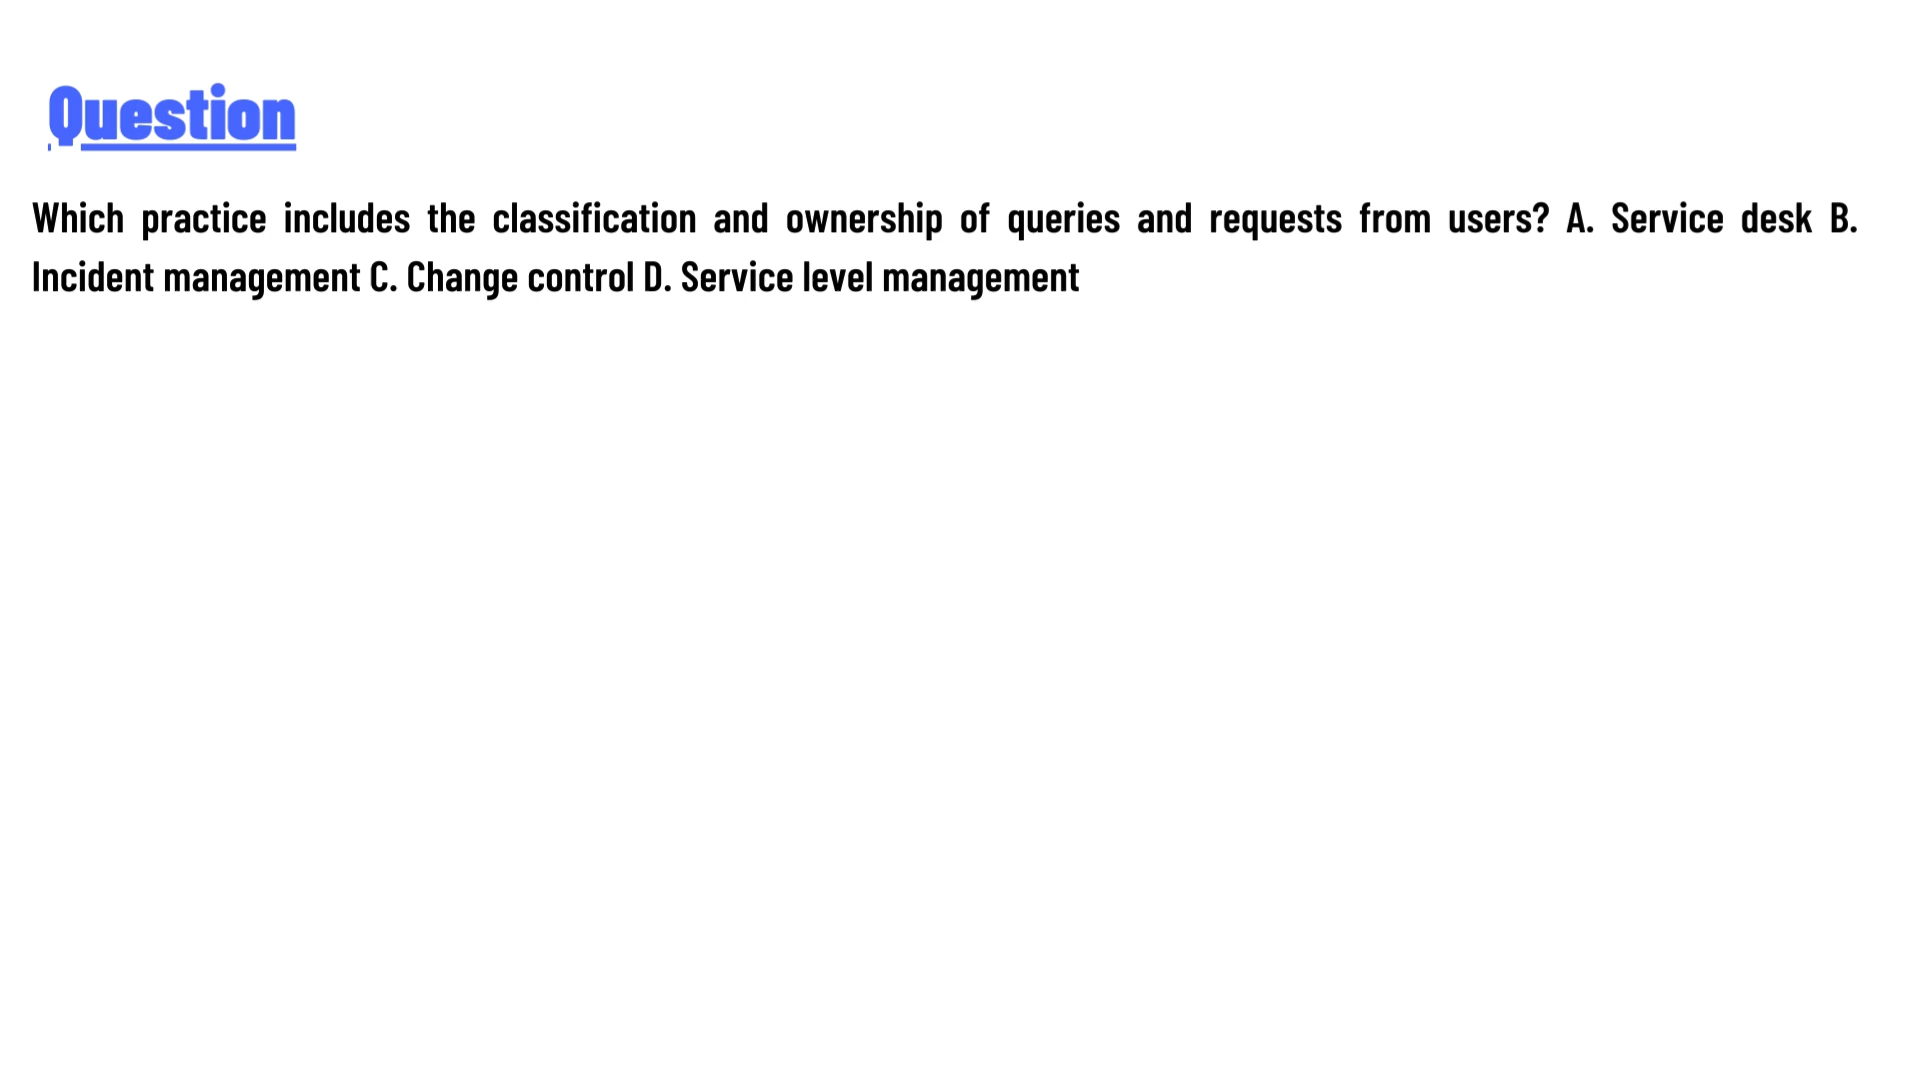 Question
Which practice includes the classification and ownership of queries and requests from users? A. Service desk B.
Incident management C. Change control D. Service level management